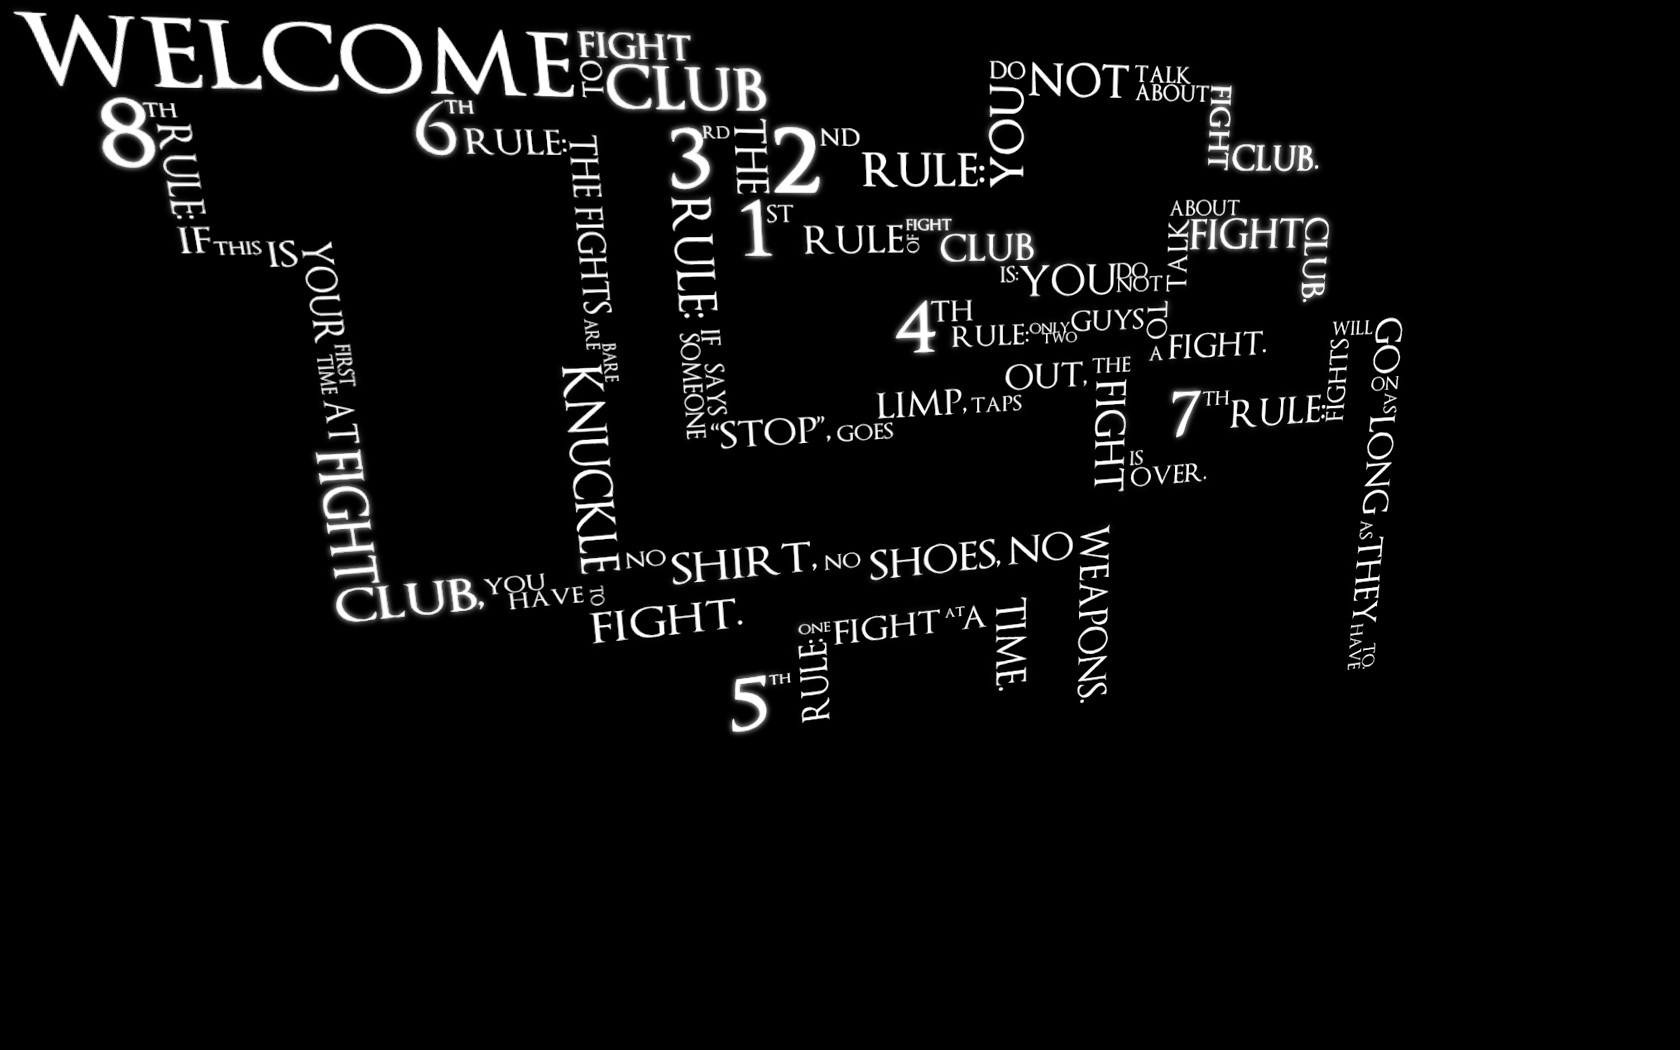 WELCOME TO FIGHT CLUB
THE 1ST RULE OF FIGHT CLUB IS: YOU DO NOT TALK ABOUT FIGHT CLUB.
2ND RULE: YOU DO NOT TALK ABOUT FIGHT CLUB.
3RD RULE: IF SOMEONE SAYS "STOP", GOES LIMP, TAPS OUT, THE FIGHT IS OVER.
4TH RULE: ONLY TWO GUYS TO A FIGHT.
5TH RULE: ONE FIGHT AT A TIME.
6TH RULE: THE FIGHTS ARE BARE KNUCKLE NO SHIRT, NO SHOES, NO WEAPONS.
7TH RULE: FIGHTS WILL GO ON AS LONG AS THEY HAVE TO.
8TH RULE: IF THIS IS YOUR FIRST TIME AT FIGHT CLUB, YOU HAVE TO FIGHT.